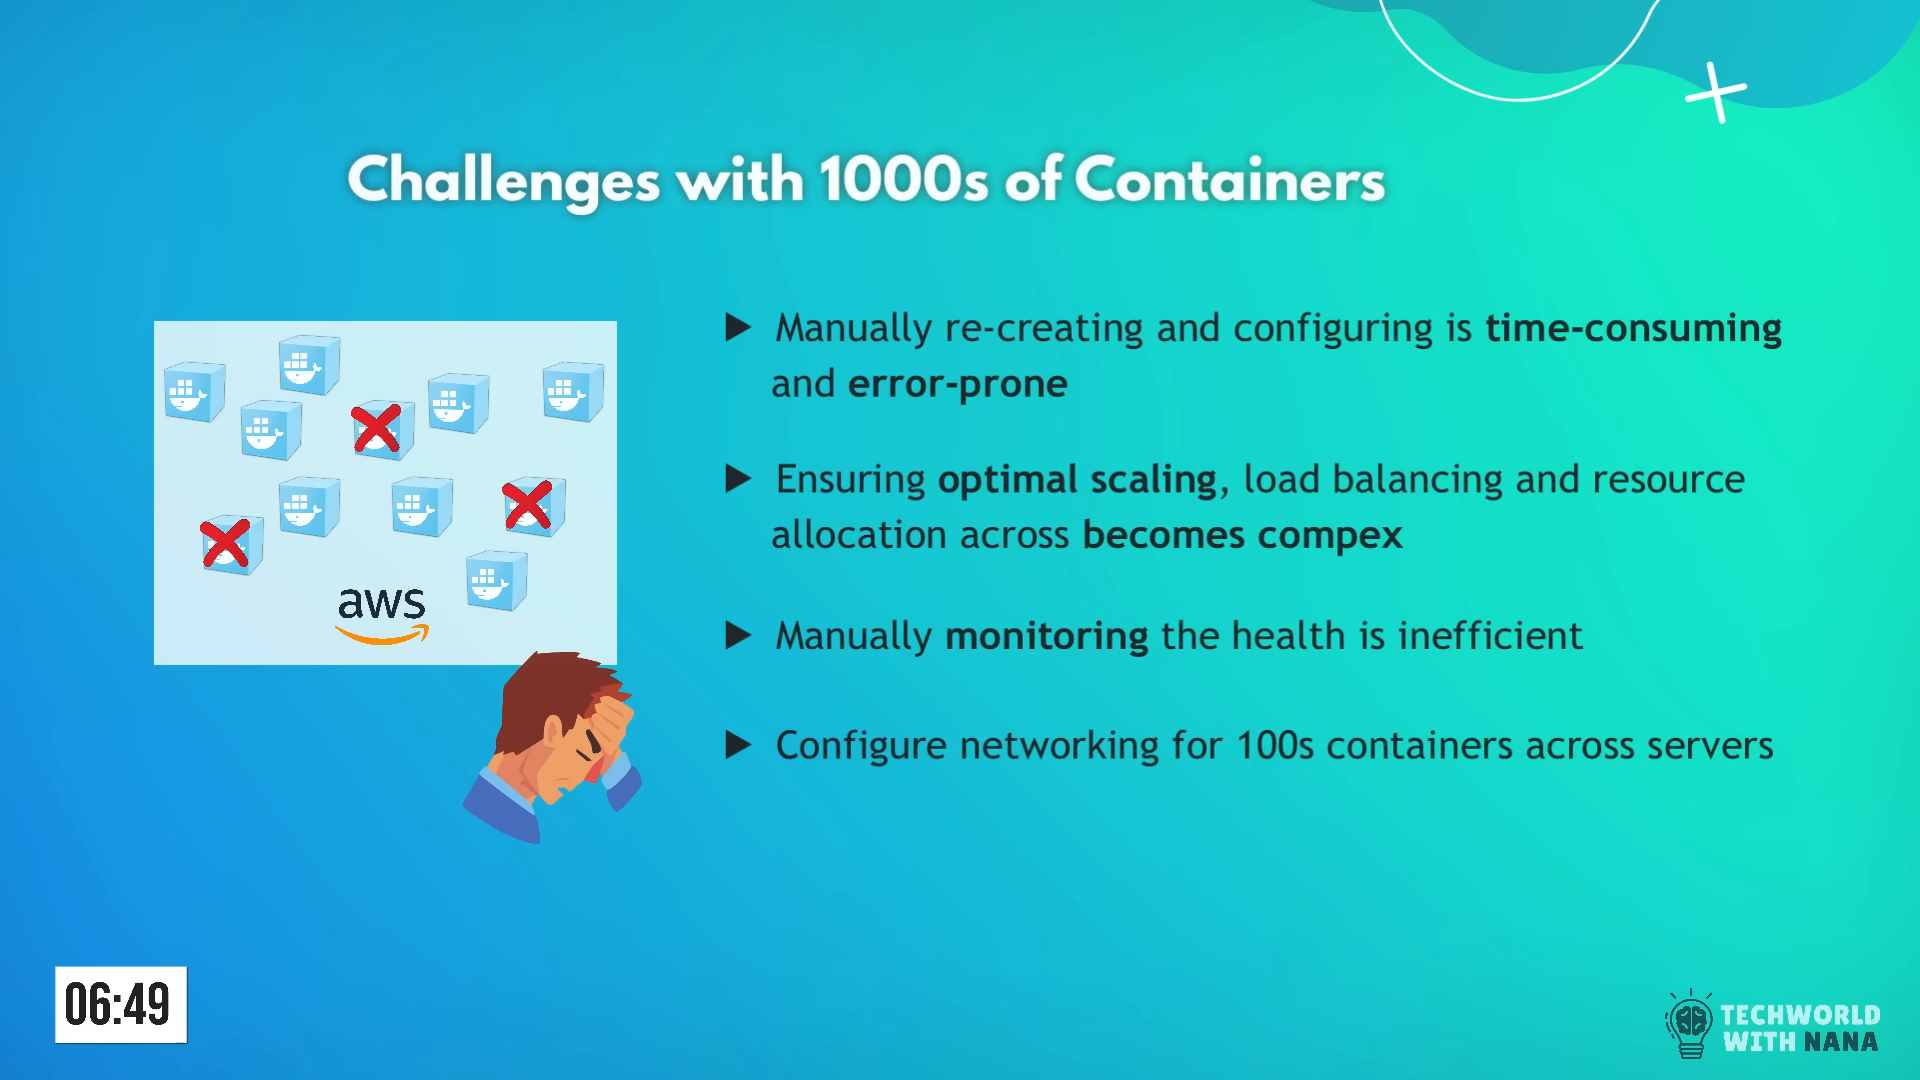 Challenges with 1000s of Containers
▶ Manually re-creating and configuring is time-consuming
and error-prone
▶ Ensuring optimal scaling, load balancing and resource
allocation across becomes compex
▶ Manually monitoring the health is inefficient
▶ Configure networking for 100s containers across servers
aws
06:49
TECHWORLD
WITH NANA